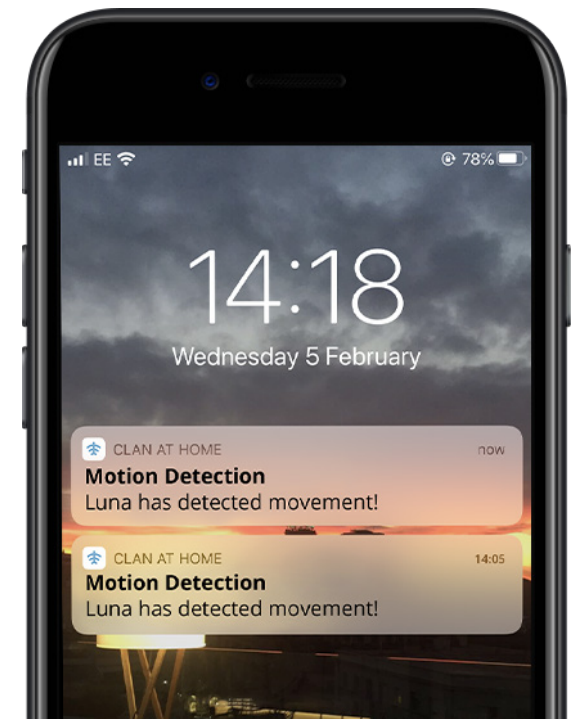 EE 78%
14:18
Wednesday 5 February
CLAN AT HOME now
Motion Detection
Luna has detected movement!
CLAN AT HOME 14:05
Motion Detection
Luna has detected movement!